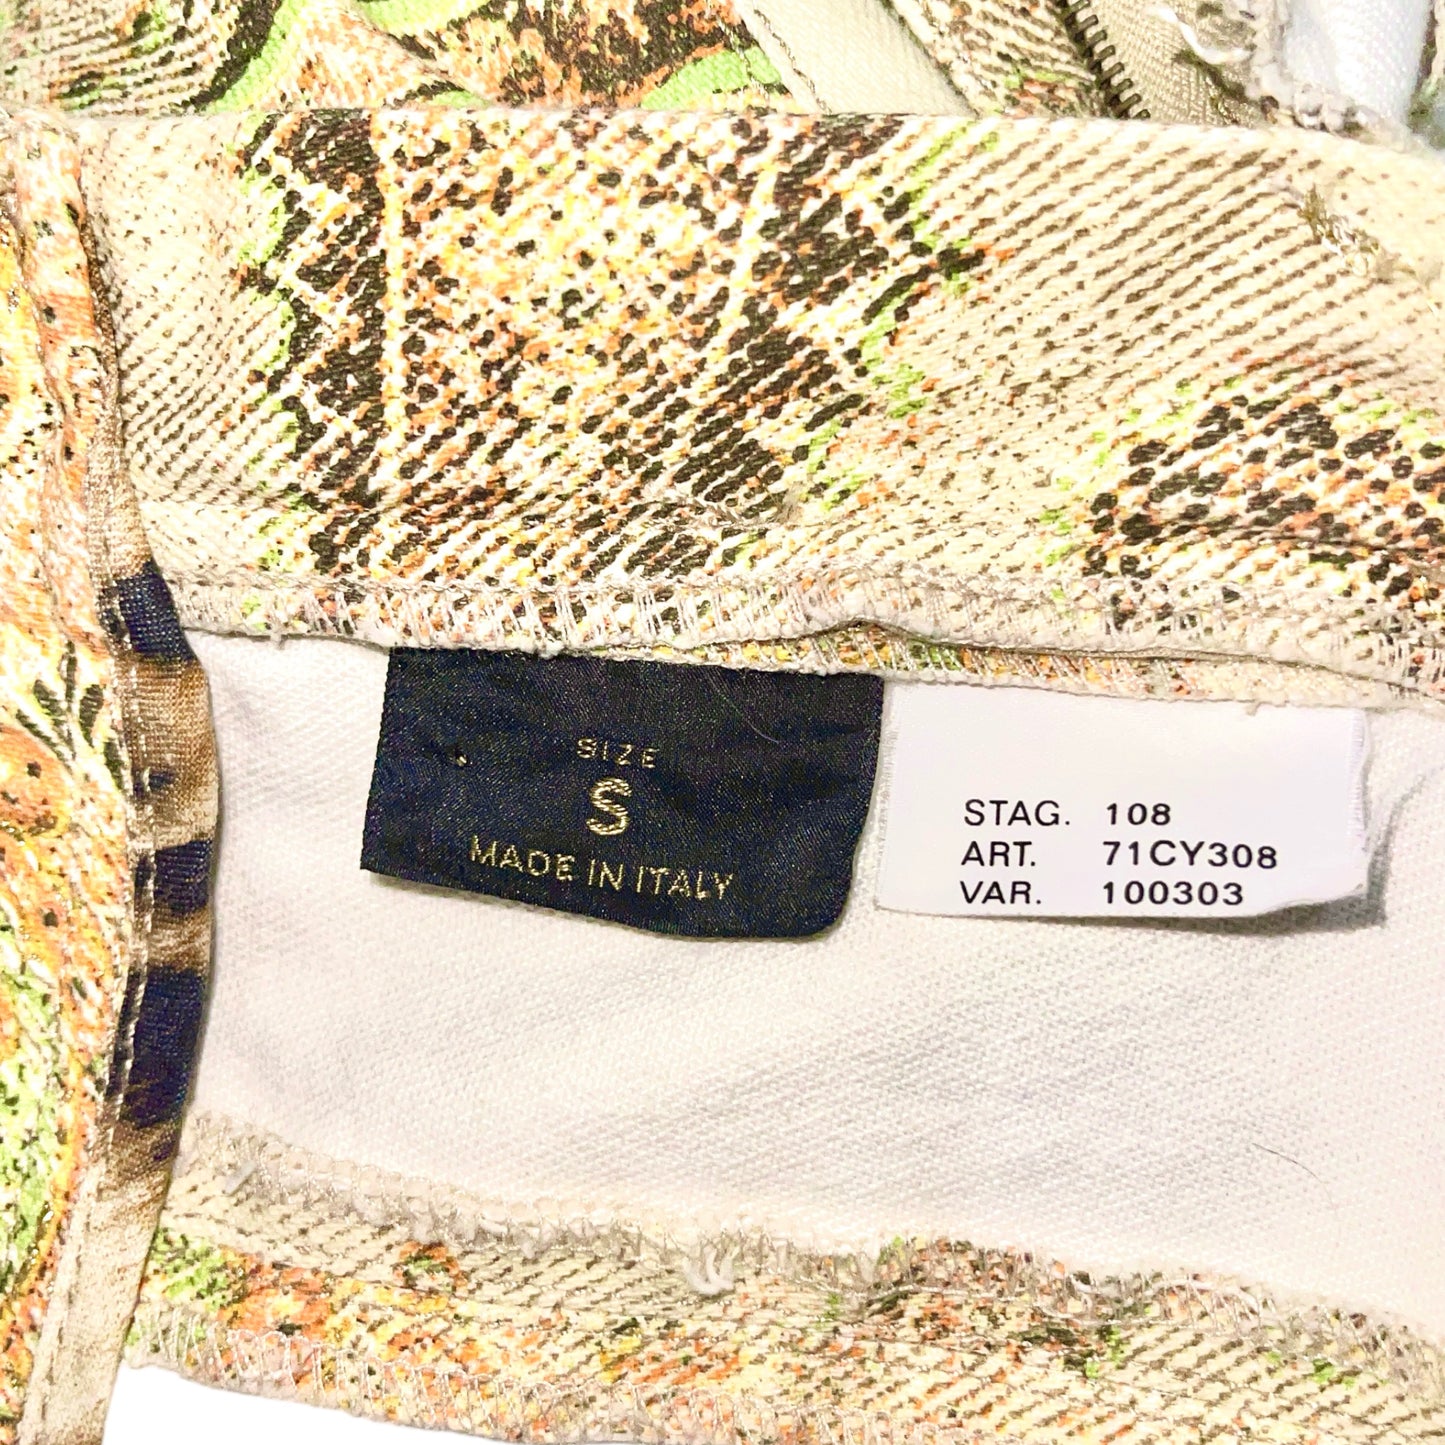 SIZE
S
MADE IN ITALY
STAG. 108
ART. 71CY308
VAR. 100303